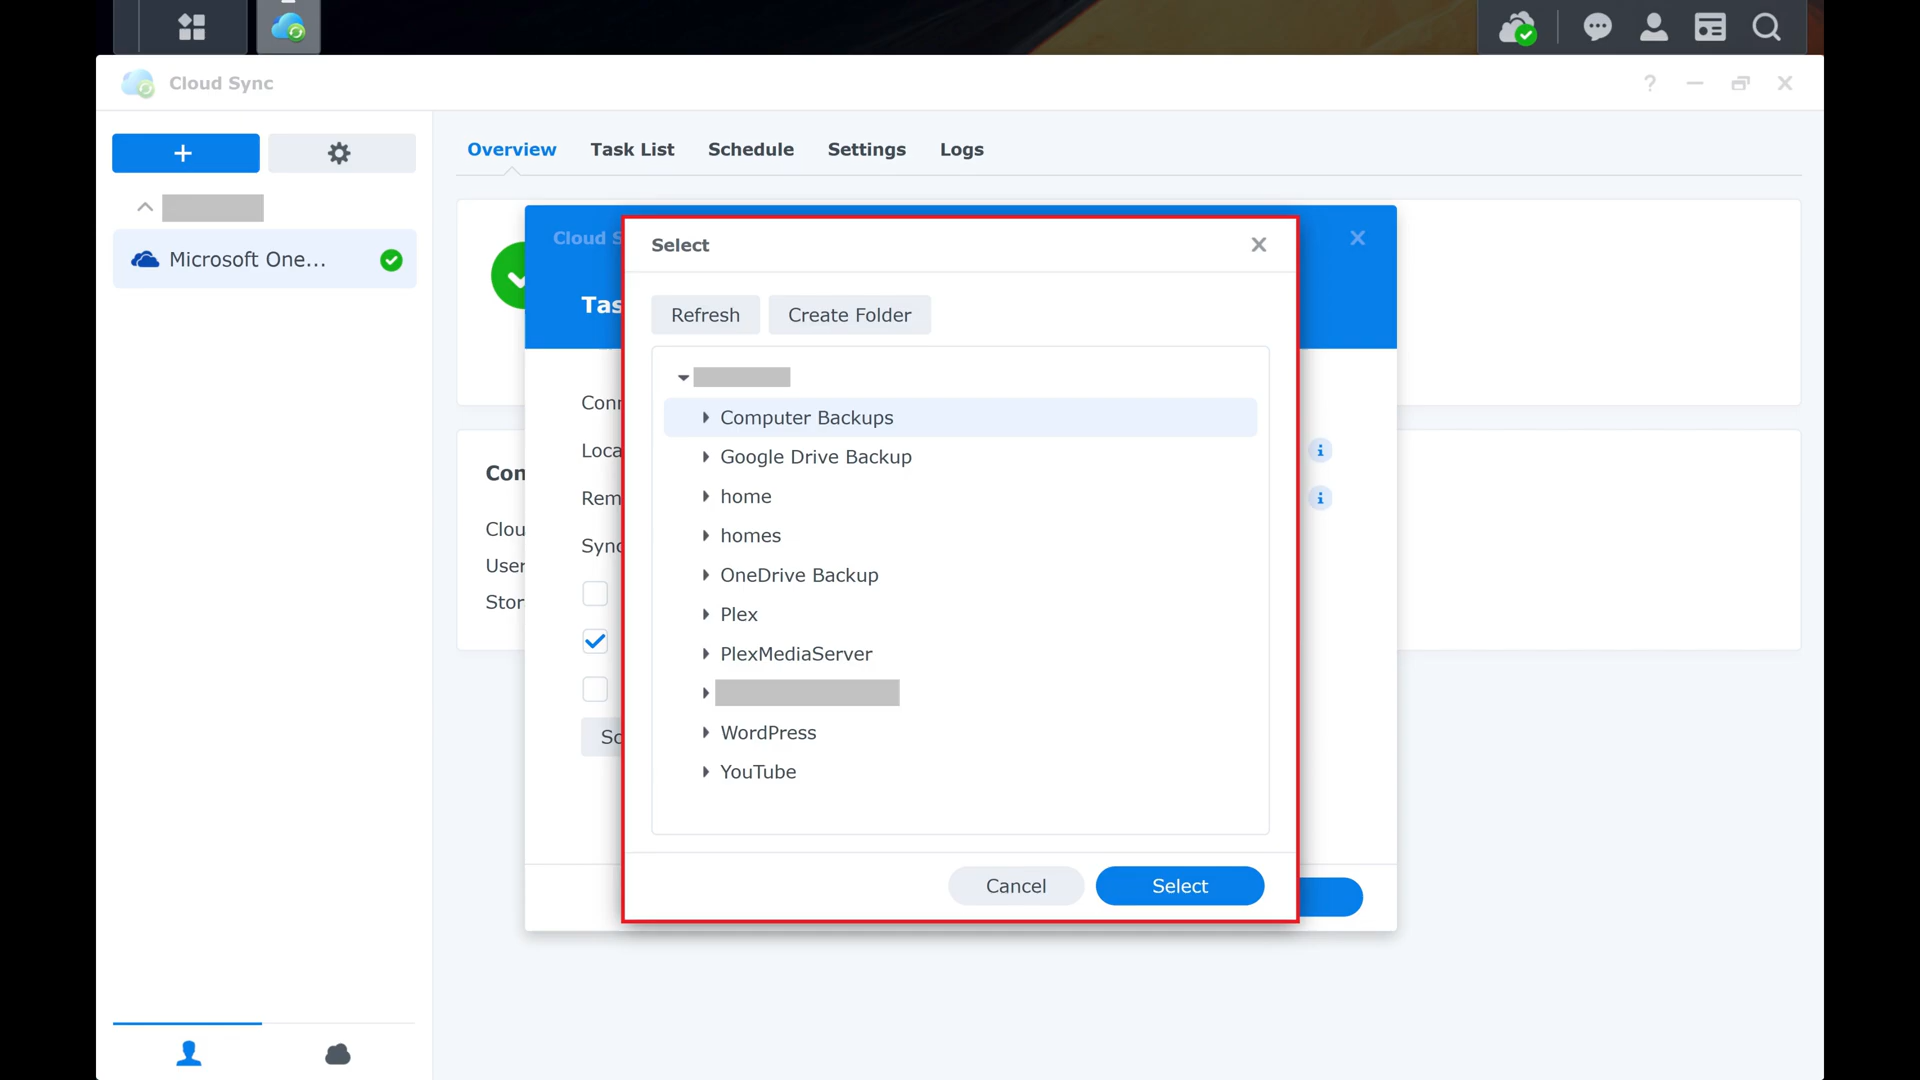 Cloud Sync
Overview
Task List
Schedule
Settings
Logs
Microsoft One...
Cloud S
Select
Tas
Refresh
Create Folder
Conn
Loca
Rem
Sync
So
Con
Clou
User
Stor
Computer Backups
Google Drive Backup
home
homes
OneDrive Backup
Plex
PlexMediaServer
WordPress
YouTube
Cancel
Select